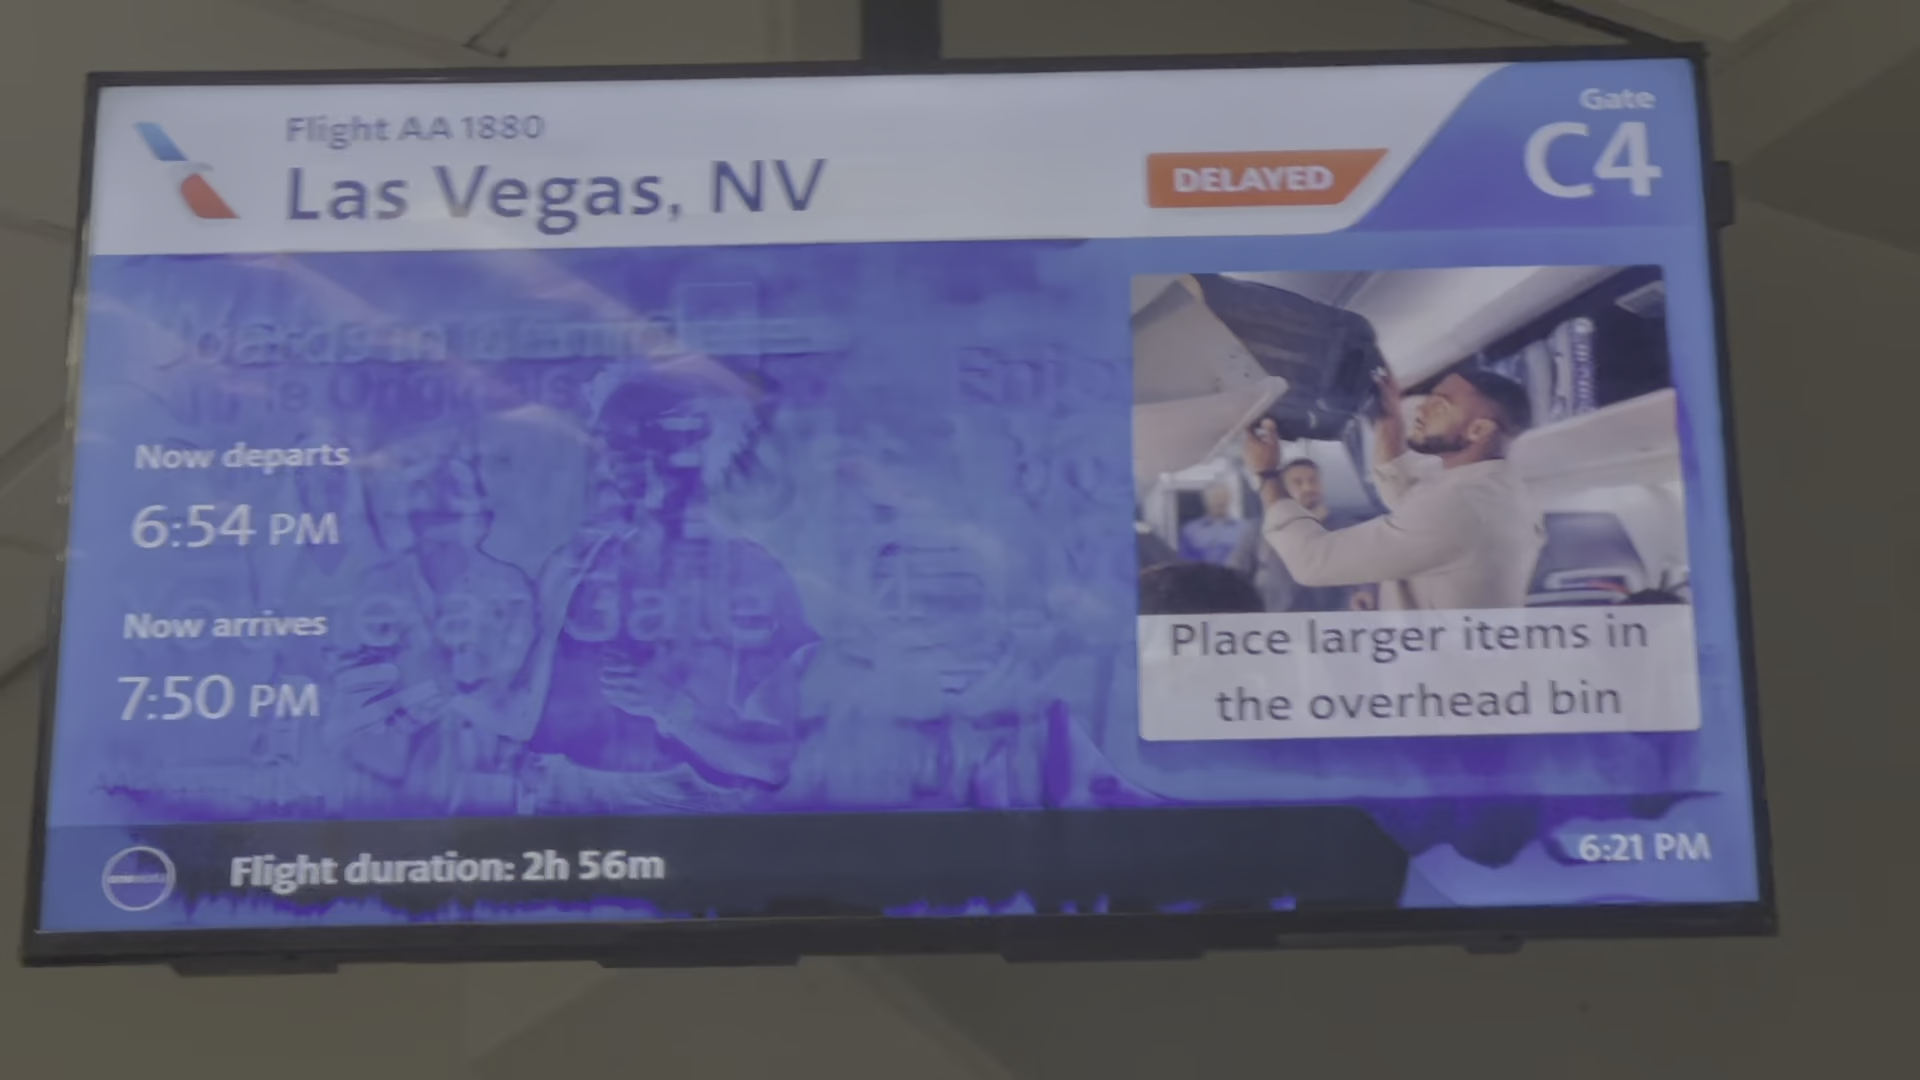 Flight AA 1880
Las Vegas, NV
DELAYED
Gate
C4
Now departs
6:54 PM
Now arrives
7:50 PM
Place larger items in
the overhead bin
Flight duration: 2h 56m
6:21 PM